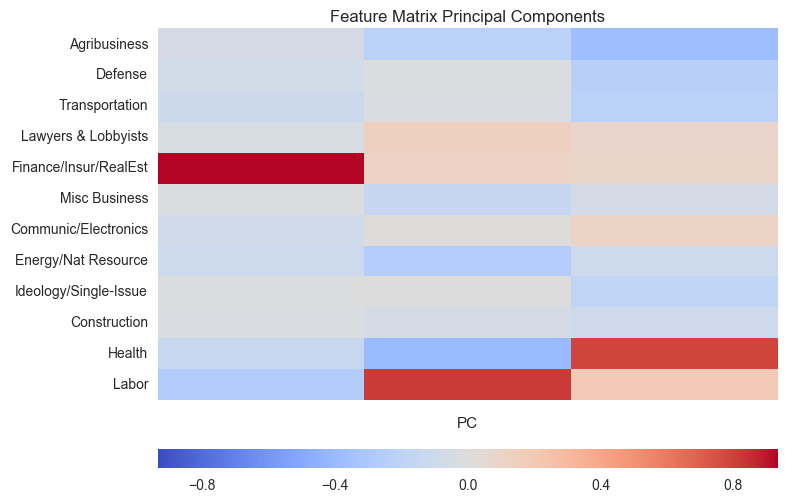 Feature Matrix Principal Components
Agribusiness
Defense
Transportation
Lawyers & Lobbyists
Finance/Insur/RealEst
Misc Business
Communic/Electronics
Energy/Nat Resource
Ideology/Single-Issue
Construction
Health
Labor
PC
−0.8 −0.4 0.0 0.4 0.8